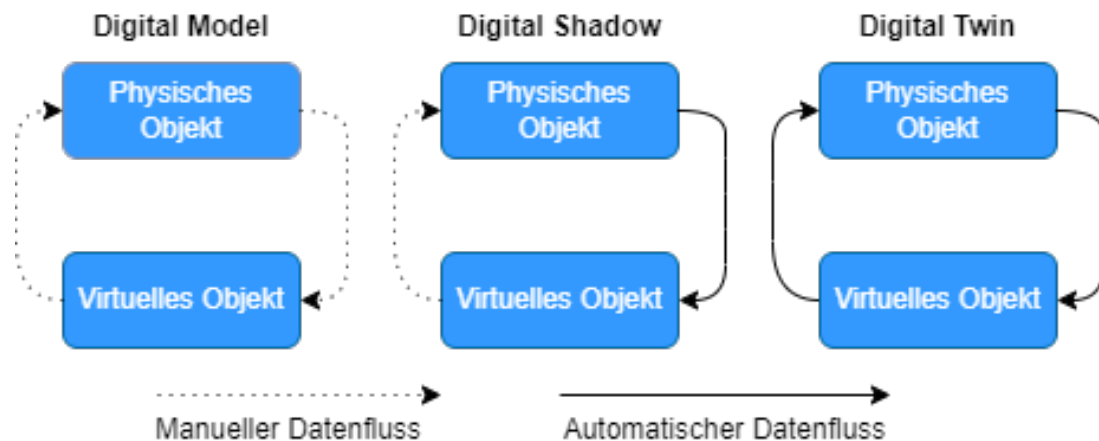 Digital Model
Digital Shadow
Digital Twin
Physisches
Objekt
Physisches
Objekt
Physisches
Objekt
Virtuelles Objekt
Virtuelles Objekt
Virtuelles Objekt
Manueller Datenfluss
Automatischer Datenfluss